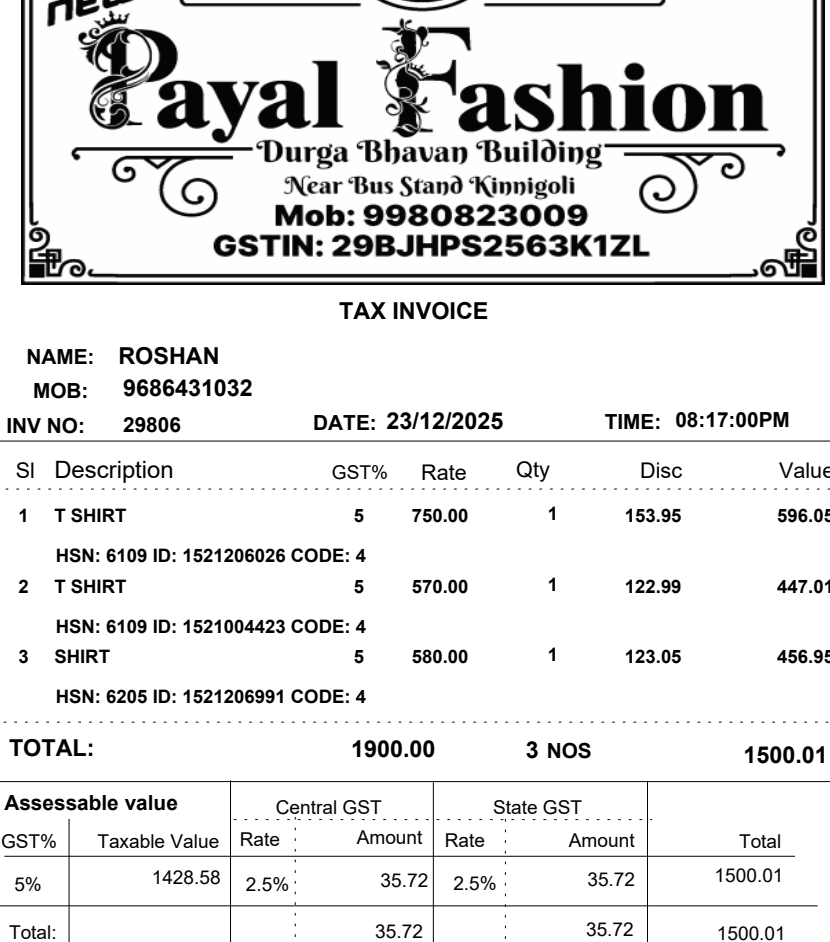 new
Payal Fashion
Durga Bhavan Building
Near Bus Stand Kinnigoli
Mob: 9980823009
GSTIN: 29BJHPS2563K1ZL
TAX INVOICE
NAME: ROSHAN
MOB: 9686431032
INV NO: 29806 DATE: 23/12/2025 TIME: 08:17:00PM
Sl Description GST% Rate Qty Disc Value
1 T SHIRT 5 750.00 1 153.95 596.05
HSN: 6109 ID: 1521206026 CODE: 4
2 T SHIRT 5 570.00 1 122.99 447.01
HSN: 6109 ID: 1521004423 CODE: 4
3 SHIRT 5 580.00 1 123.05 456.95
HSN: 6205 ID: 1521206991 CODE: 4
TOTAL: 1900.00 3 NOS 1500.01
Assessable value Central GST State GST
GST% Taxable Value Rate Amount Rate Amount Total
5% 1428.58 2.5% 35.72 2.5% 35.72 1500.01
Total: 35.72 35.72 1500.01